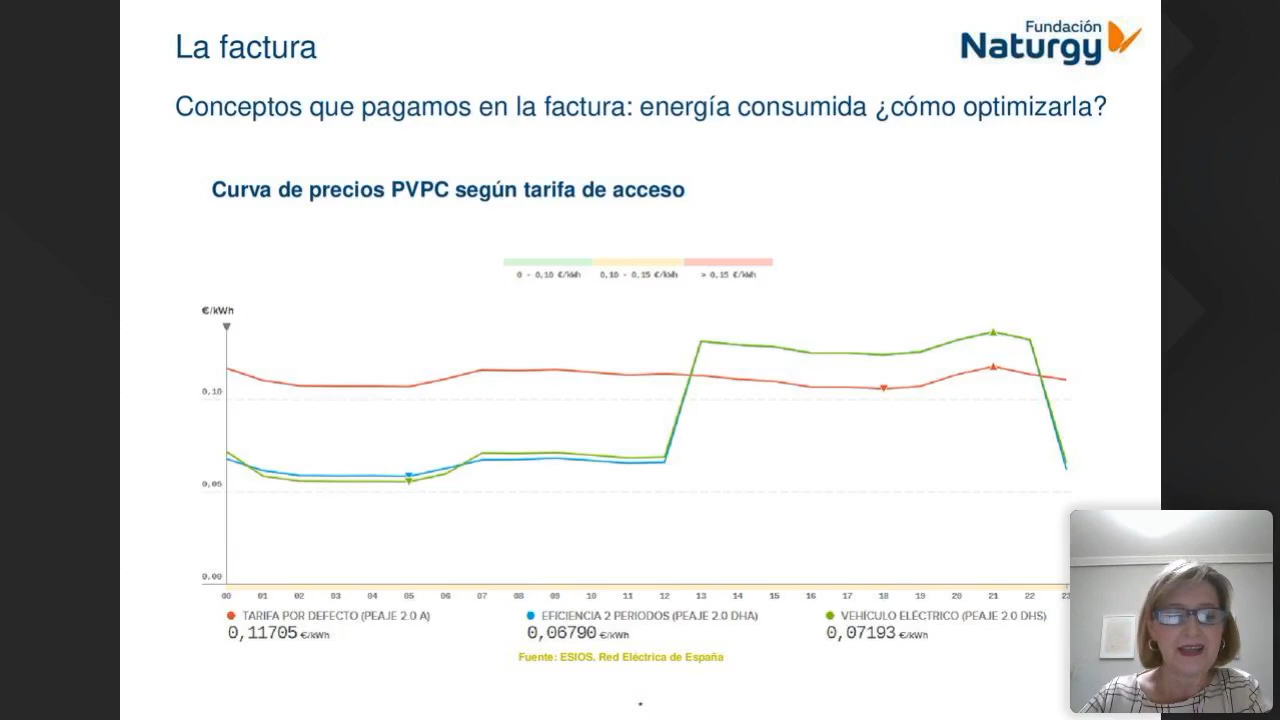 La factura
Fundación
Naturgy
Conceptos que pagamos en la factura: energía consumida ¿cómo optimizarla?
Curva de precios PVPC según tarifa de acceso
0 - 0,10 €/kWh 0,10 - 0,15 €/kWh > 0,15 €/kWh
€/kWh
0,10
0,05
0,00
00 01 02 03 04 05 06 07 08 09 10 11 12 13 14 15 16 17 18 19 20 21 22 23
TARIFA POR DEFECTO (PEAJE 2.0 A) EFICIENCIA 2 PERIODOS (PEAJE 2.0 DHA) VEHÍCULO ELÉCTRICO (PEAJE 2.0 DHS)
0,11705 €/kWh 0,06790 €/kWh 0,07193 €/kWh
Fuente: ESIOS. Red Eléctrica de España